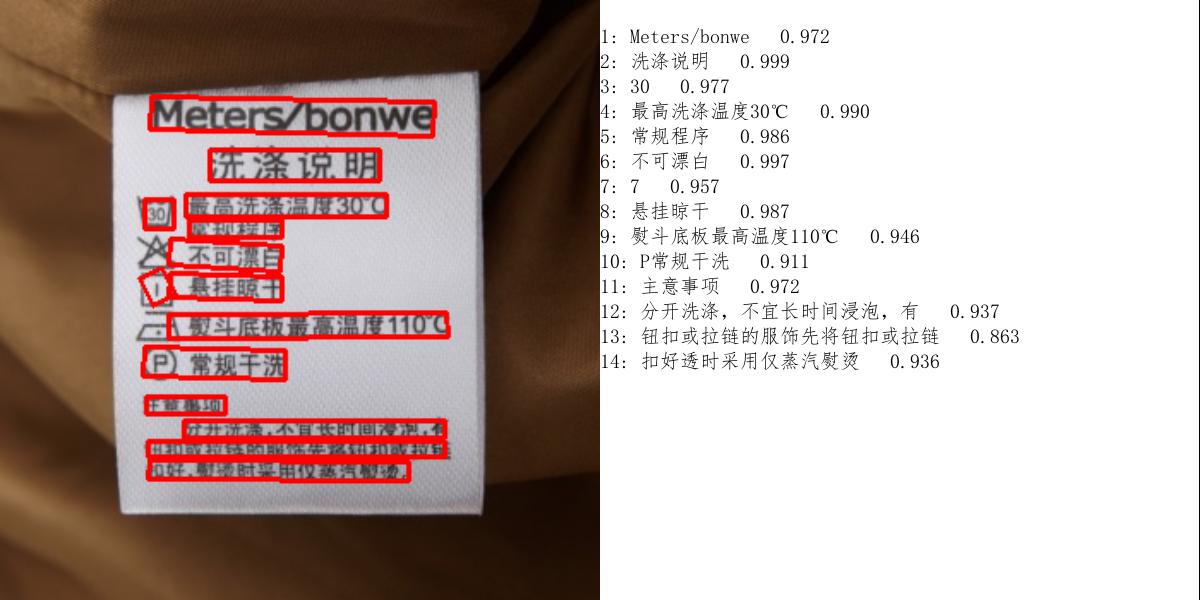 Meters/bonwe
洗涤说明
30 最高洗涤温度30℃
常规程序
不可漂白
悬挂晾干
熨斗底板最高温度110℃
P 常规干洗
注意事项
分开洗涤,不宜长时间浸泡,有
钮扣或拉链的服饰先将钮扣或拉链
扣好,熨烫时采用仅蒸汽熨烫.
1: Meters/bonwe 0.972
2: 洗涤说明 0.999
3: 30 0.977
4: 最高洗涤温度30℃ 0.990
5: 常规程序 0.986
6: 不可漂白 0.997
7: 7 0.957
8: 悬挂晾干 0.987
9: 熨斗底板最高温度110℃ 0.946
10: P常规干洗 0.911
11: 主意事项 0.972
12: 分开洗涤，不宜长时间浸泡，有 0.937
13: 钮扣或拉链的服饰先将钮扣或拉链 0.863
14: 扣好透时采用仅蒸汽熨烫 0.936